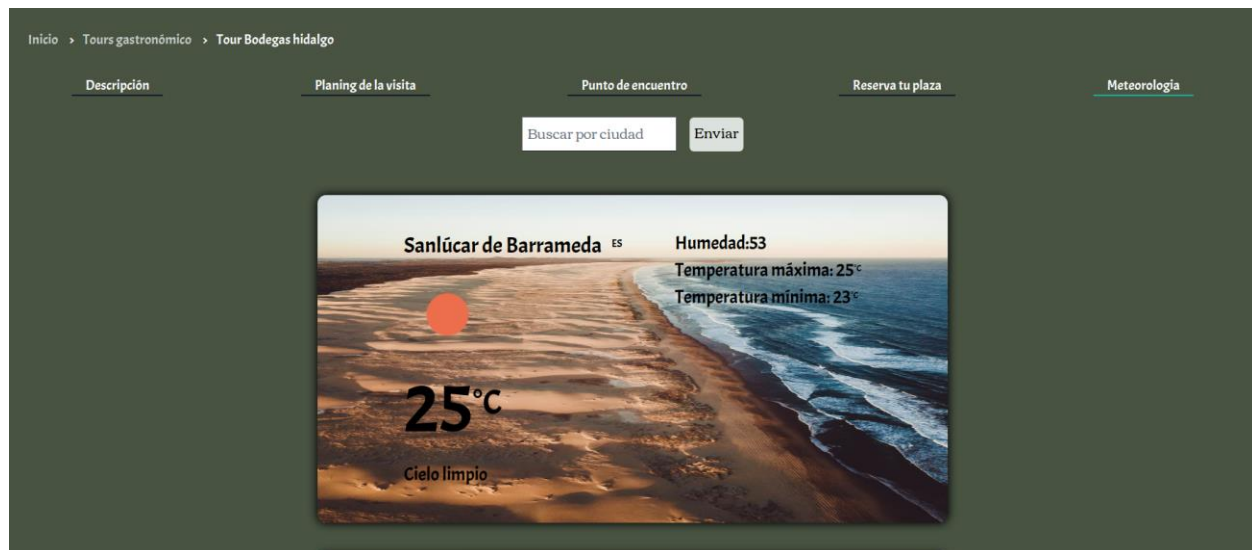 Inicio › Tours gastronómico › Tour Bodegas hidalgo
Descripción Planing de la visita Punto de encuentro Reserva tu plaza Meteorologia
Buscar por ciudad Enviar
Sanlúcar de Barrameda ES
Humedad:53
Temperatura máxima: 25°C
Temperatura mínima: 23°C
25°C
Cielo limpio